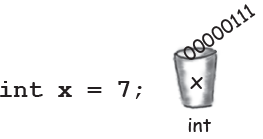 00000111
int x = 7;
x
int